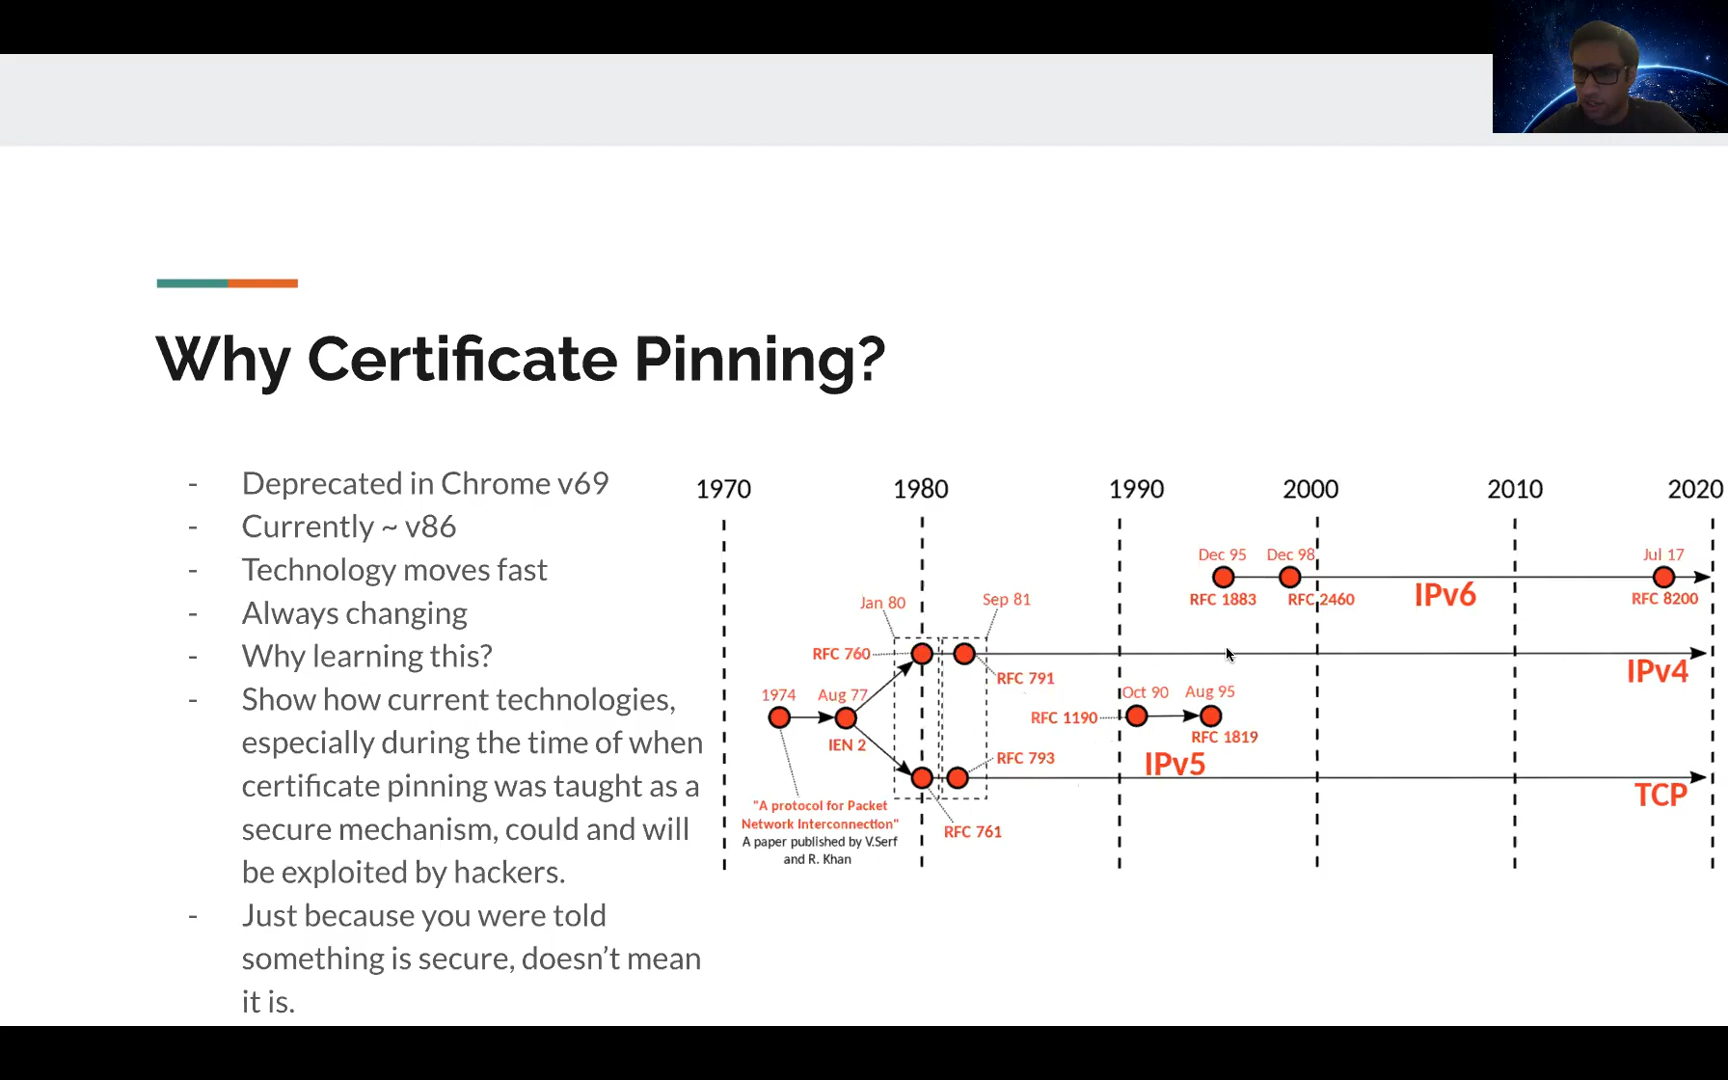 Why Certificate Pinning?
- Deprecated in Chrome v69
- Currently ~ v86
- Technology moves fast
- Always changing
- Why learning this?
- Show how current technologies,
especially during the time of when
certificate pinning was taught as a
secure mechanism, could and will
be exploited by hackers.
- Just because you were told
something is secure, doesn't mean
it is.
1970 1980 1990 2000 2010 2020
Dec 95 Dec 98 Jul 17
RFC 1883 RFC 2460 IPv6 RFC 8200
Jan 80 Sep 81
RFC 760
RFC 791 IPv4
1974 Aug 77 Oct 90 Aug 95
RFC 1190
IEN 2 RFC 1819
RFC 793 IPv5
TCP
"A protocol for Packet
Network Interconnection"
A paper published by V.Serf
and R. Khan
RFC 761